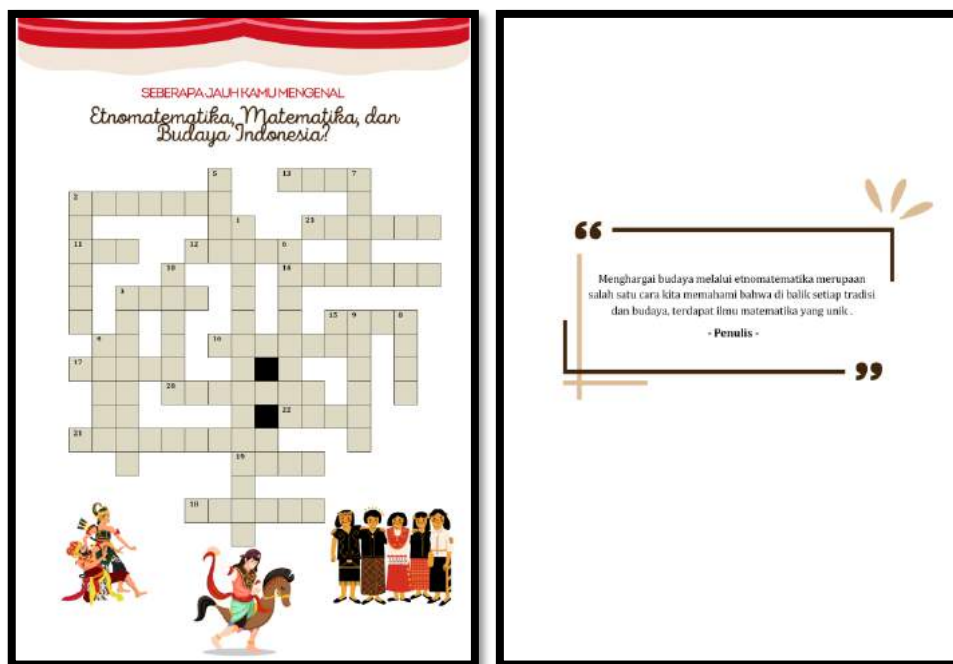 SEBERAPA JAUH KAMU MENGENAL
Etnomatematika, Matematika, dan
Budaya Indonesia?
5 13 7
2
1 23
11 12 6
10 14
3
15 9 8
4 16
17
20
22
21
19
18
“
Menghargai budaya melalui etnomatematika merupaan
salah satu cara kita memahami bahwa di balik setiap tradisi
dan budaya, terdapat ilmu matematika yang unik .
- Penulis -
”